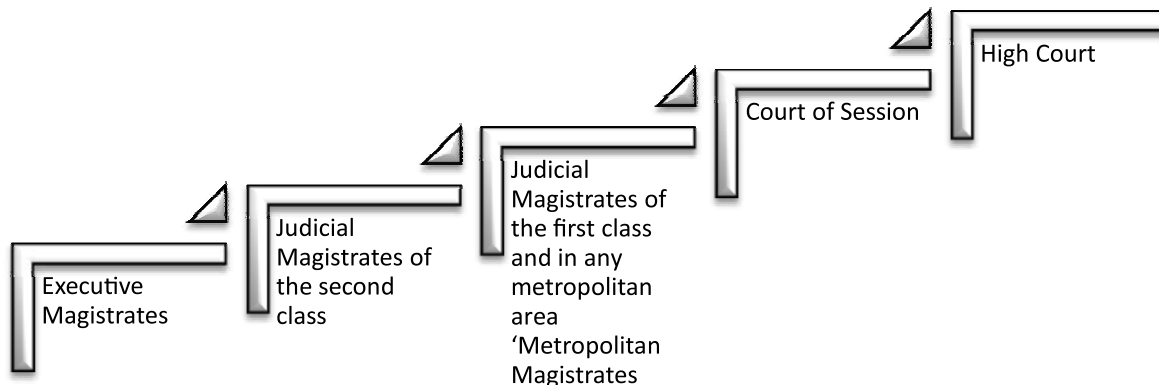 Executive
Magistrates
Judicial
Magistrates of
the second
class
Judicial
Magistrates of
the first class
and in any
metropolitan
area
‘Metropolitan
Magistrates
Court of Session
High Court